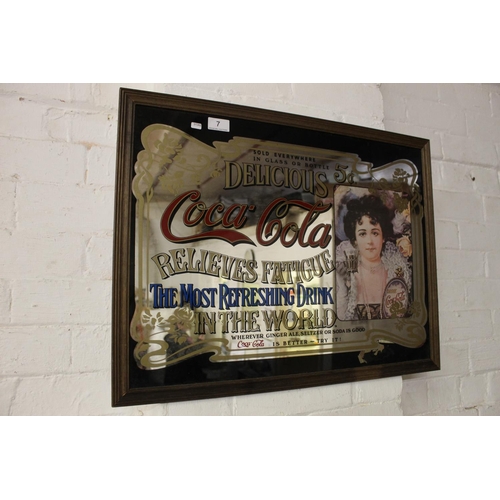 7
SOLD EVERYWHERE
IN GLASS OR BOTTLE
5¢
DELICIOUS
Coca-Cola
RELIEVES FATIGUE
THE MOST REFRESHING DRINK
IN THE WORLD
WHEREVER GINGER ALE, SELTZER OR SODA IS GOOD
Coca-Cola IS BETTER - TRY IT!